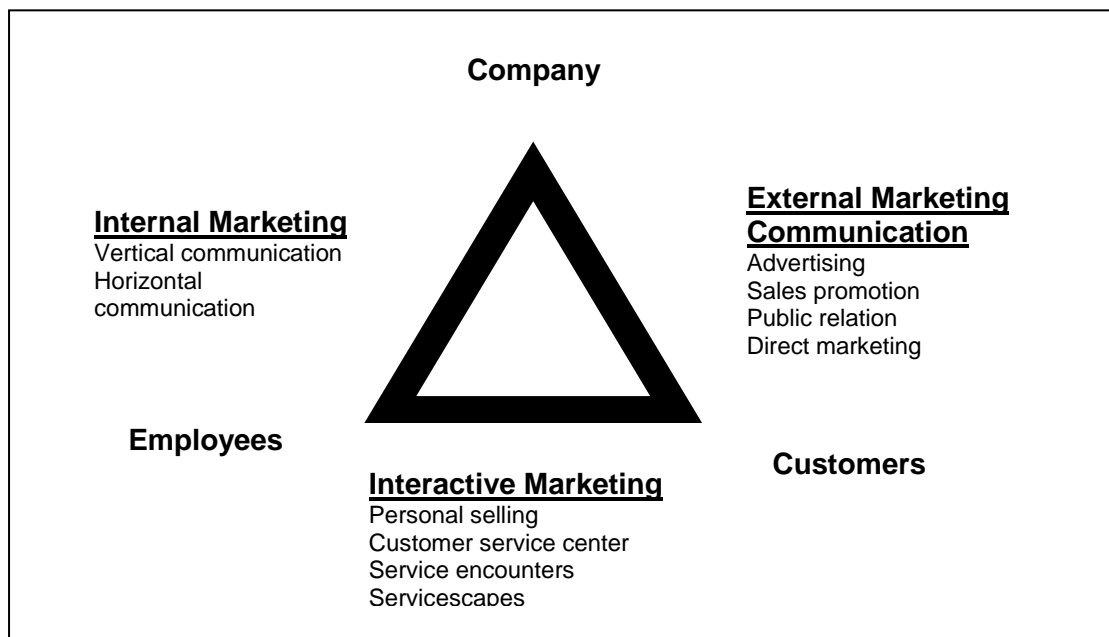 Company
Internal Marketing
Vertical communication
Horizontal
communication
External Marketing
Communication
Advertising
Sales promotion
Public relation
Direct marketing
Employees
Customers
Interactive Marketing
Personal selling
Customer service center
Service encounters
Servicescapes